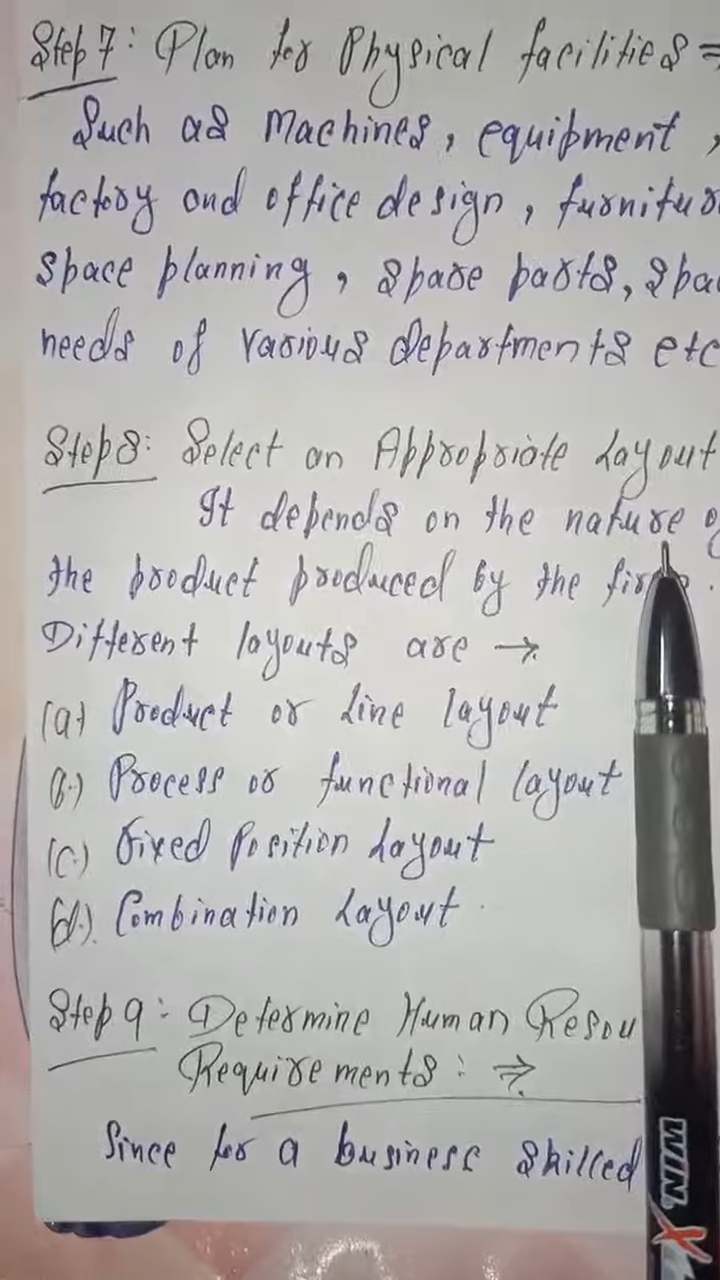 Step 7: Plan for Physical facilities ⇒
Such as Machines, equipment,
factory and office design, furnitur
space planning, spare parts, spa
needs of various departments etc
Step 8: Select an Appropriate Layout
It depends on the nature o
the product produced by the fir
Different layouts are →
(a) Product or Line layout
(b.) Process or functional layout
(c.) Fixed Position Layout
(d.) Combination Layout.
Step 9: Determine Human Resou
Requirements: ⇒
Since for a business skilled
WIN
X